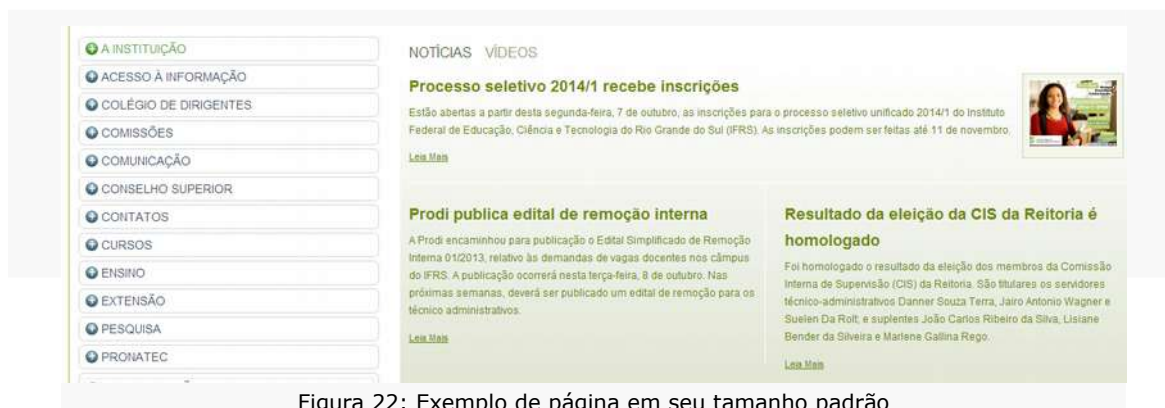 A INSTITUIÇÃO
ACESSO À INFORMAÇÃO
COLÉGIO DE DIRIGENTES
COMISSÕES
COMUNICAÇÃO
CONSELHO SUPERIOR
CONTATOS
CURSOS
ENSINO
EXTENSÃO
PESQUISA
PRONATEC
NOTÍCIAS VÍDEOS
Processo seletivo 2014/1 recebe inscrições
Estão abertas a partir desta segunda-feira, 7 de outubro, as inscrições para o processo seletivo unificado 2014/1 do Instituto
Federal de Educação, Ciência e Tecnologia do Rio Grande do Sul (IFRS). As inscrições podem ser feitas até 11 de novembro.
Leia Mais
Prodi publica edital de remoção interna
A Prodi encaminhou para publicação o Edital Simplificado de Remoção
Interna 01/2013, relativo às demandas de vagas docentes nos câmpus
do IFRS. A publicação ocorrerá nesta terça-feira, 8 de outubro. Nas
próximas semanas, deverá ser publicado um edital de remoção para os
técnico administrativos.
Leia Mais
Resultado da eleição da CIS da Reitoria é
homologado
Foi homologado o resultado da eleição dos membros da Comissão
Interna de Supervisão (CIS) da Reitoria. São titulares os servidores
técnico-administrativos Danner Souza Terra, Jairo Antonio Wagner e
Suelen Da Rolt; e suplentes João Carlos Ribeiro da Silva, Lisiane
Bender da Silveira e Marlene Gallina Rego.
Leia Mais
Figura 22: Exemplo de página em seu tamanho padrão